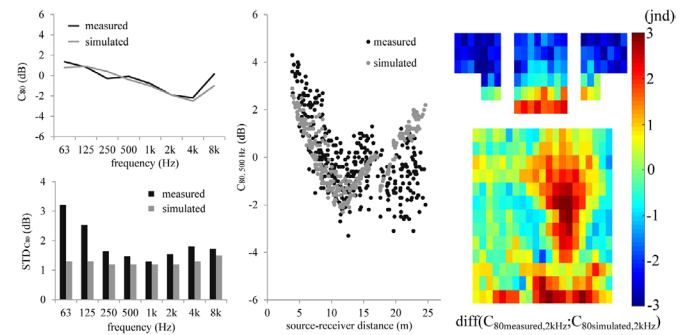 6
4
2
0
-2
-4
-6
C80 (dB)
measured
simulated
63 125 250 500 1k 2k 4k 8k
frequency (Hz)
4
3
2
1
0
STDC80 (dB)
measured
simulated
63 125 250 500 1k 2k 4k 8k
frequency (Hz)
6
4
2
0
-2
-4
-6
C80, 500 Hz (dB)
measured
simulated
0 5 10 15 20 25
source-receiver distance (m)
(jnd)
3
2
1
0
-1
-2
-3
diff(C80measured,2kHz;C80simulated,2kHz)